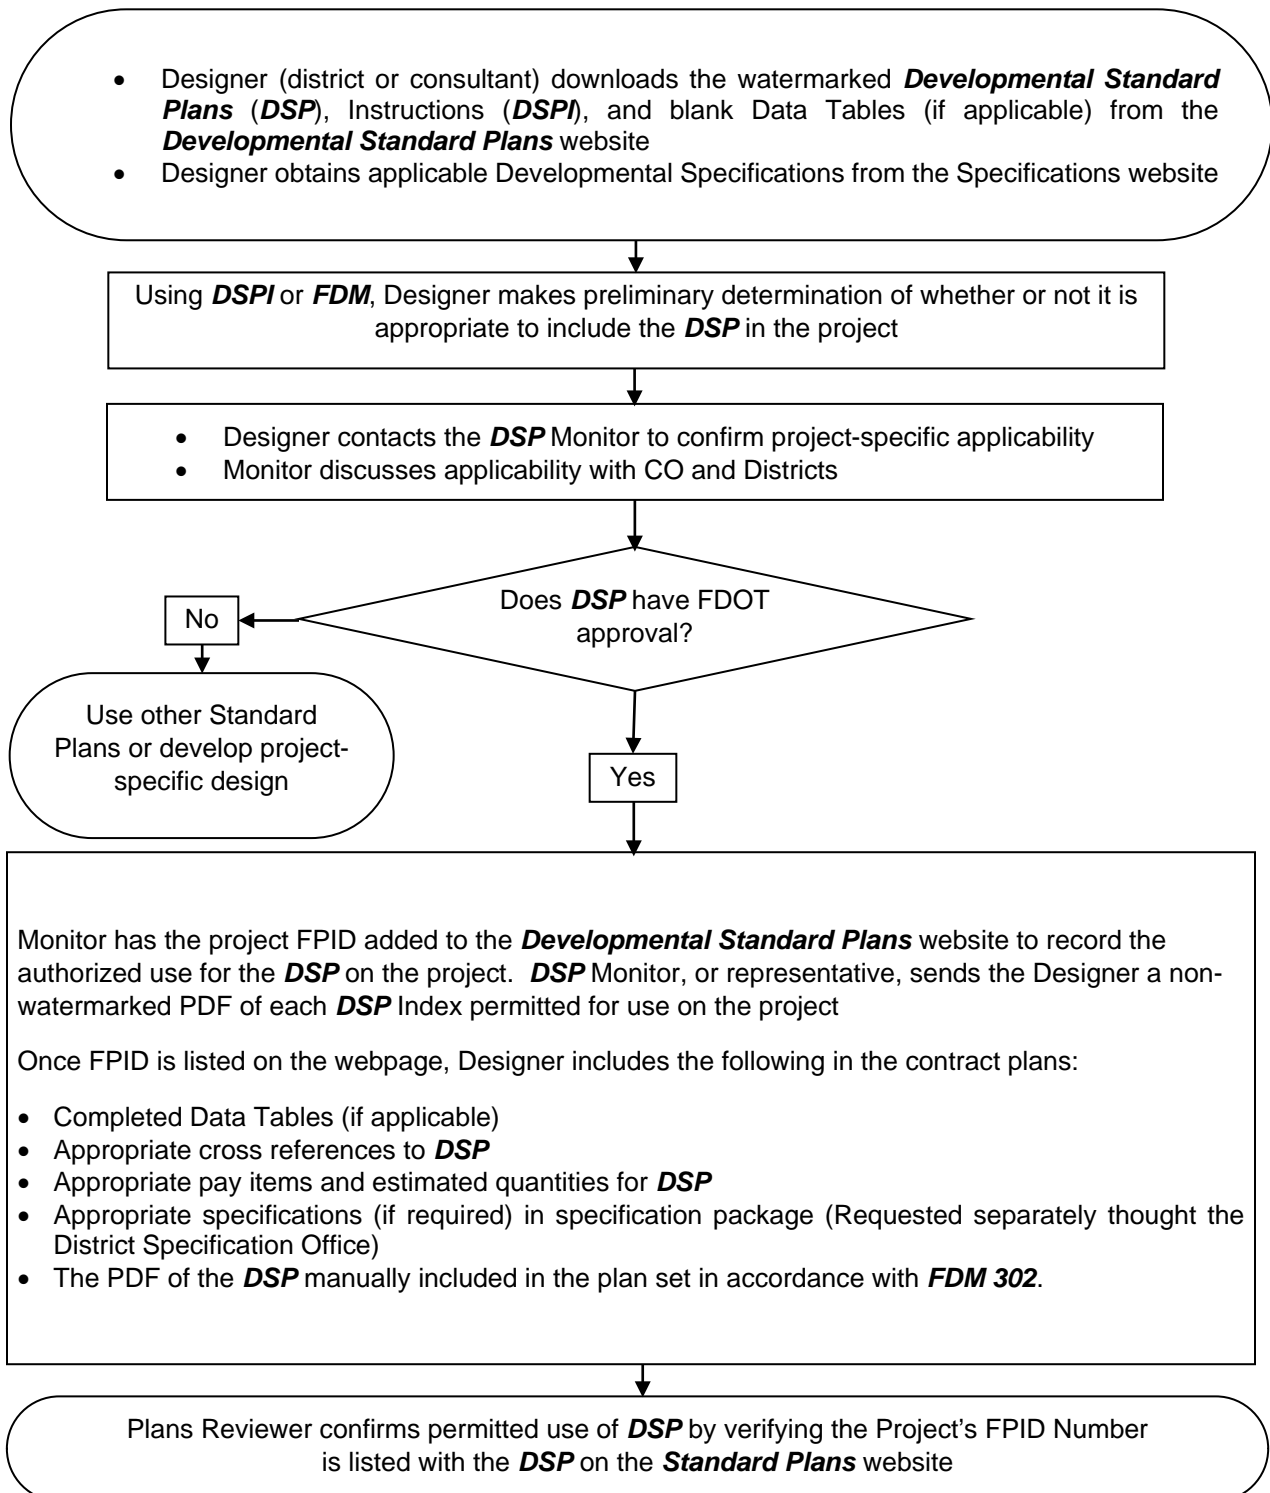 • Designer (district or consultant) downloads the watermarked Developmental Standard
Plans (DSP), Instructions (DSPI), and blank Data Tables (if applicable) from the
Developmental Standard Plans website
• Designer obtains applicable Developmental Specifications from the Specifications website
Using DSPI or FDM, Designer makes preliminary determination of whether or not it is
appropriate to include the DSP in the project
• Designer contacts the DSP Monitor to confirm project-specific applicability
• Monitor discusses applicability with CO and Districts
Does DSP have FDOT
approval?
No
Use other Standard
Plans or develop project-
specific design
Yes
Monitor has the project FPID added to the Developmental Standard Plans website to record the
authorized use for the DSP on the project. DSP Monitor, or representative, sends the Designer a non-
watermarked PDF of each DSP Index permitted for use on the project
Once FPID is listed on the webpage, Designer includes the following in the contract plans:
• Completed Data Tables (if applicable)
• Appropriate cross references to DSP
• Appropriate pay items and estimated quantities for DSP
• Appropriate specifications (if required) in specification package (Requested separately thought the
District Specification Office)
• The PDF of the DSP manually included in the plan set in accordance with FDM 302.
Plans Reviewer confirms permitted use of DSP by verifying the Project's FPID Number
is listed with the DSP on the Standard Plans website